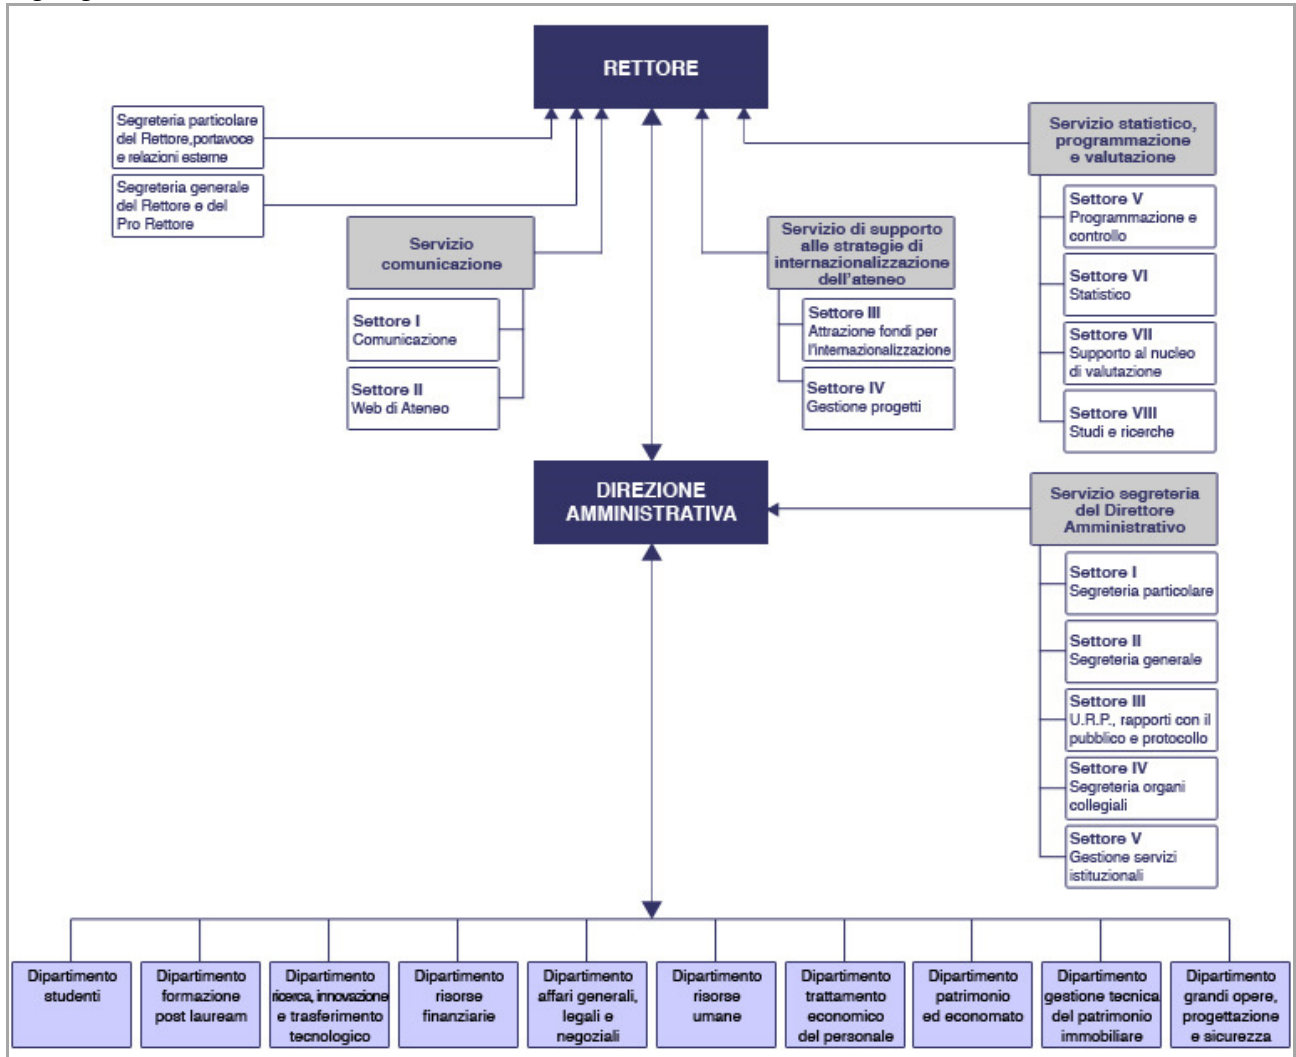 RETTORE
Segreteria particolare
del Rettore,portavoce
e relazioni esterne
Segreteria generale
del Rettore e del
Pro Rettore
Servizio
comunicazione
Settore I
Comunicazione
Settore II
Web di Ateneo
Servizio di supporto
alle strategie di
internazionalizzazione
dell'ateneo
Settore III
Attrazione fondi per
l'internazionalizzazione
Settore IV
Gestione progetti
Servizio statistico,
programmazione
e valutazione
Settore V
Programmazione e
controllo
Settore VI
Statistico
Settore VII
Supporto al nucleo
di valutazione
Settore VIII
Studi e ricerche
DIREZIONE
AMMINISTRATIVA
Servizio segreteria
del Direttore
Amministrativo
Settore I
Segreteria particolare
Settore II
Segreteria generale
Settore III
U.R.P., rapporti con il
pubblico e protocollo
Settore IV
Segreteria organi
collegiali
Settore V
Gestione servizi
istituzionali
Dipartimento
studenti
Dipartimento
formazione
post lauream
Dipartimento
ricerca, innovazione
e trasferimento
tecnologico
Dipartimento
risorse
finanziarie
Dipartimento
affari generali,
legali e
negoziali
Dipartimento
risorse
umane
Dipartimento
trattamento
economico
del personale
Dipartimento
patrimonio
ed economato
Dipartimento
gestione tecnica
del patrimonio
immobiliare
Dipartimento
grandi opere,
progettazione
e sicurezza